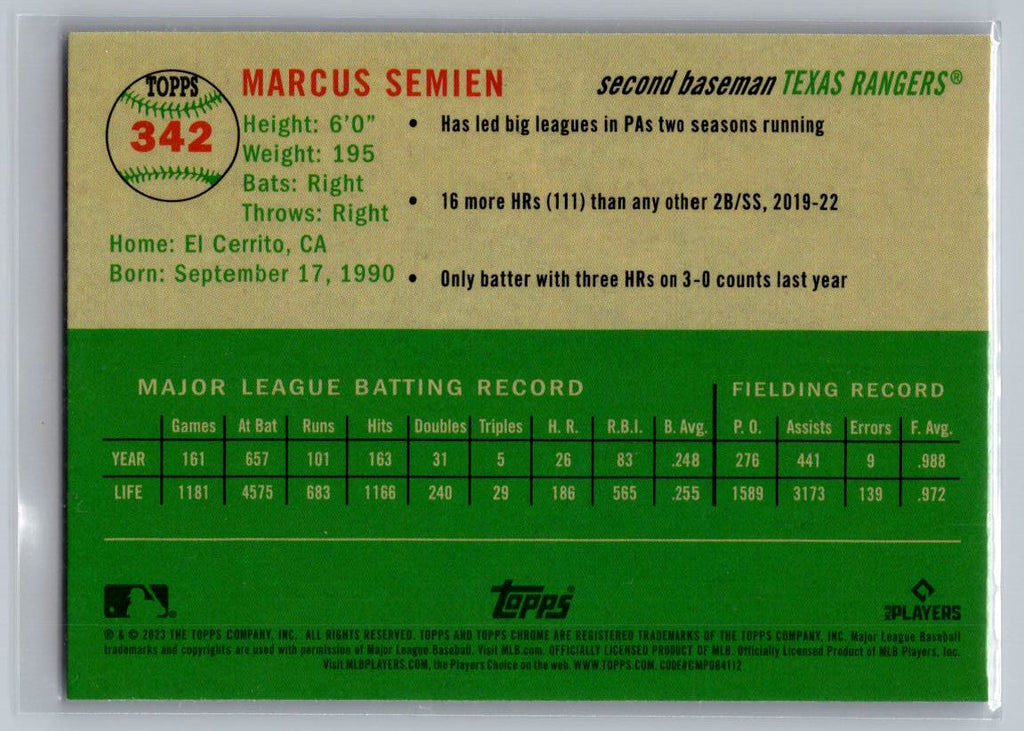 TOPPS
342
MARCUS SEMIEN
second baseman TEXAS RANGERS®
Height: 6'0"
Weight: 195
Bats: Right
Throws: Right
Home: El Cerrito, CA
Born: September 17, 1990
• Has led big leagues in PAs two seasons running
• 16 more HRs (111) than any other 2B/SS, 2019-22
• Only batter with three HRs on 3-0 counts last year
MAJOR LEAGUE BATTING RECORD FIELDING RECORD
Games At Bat Runs Hits Doubles Triples H. R. R.B.I. B. Avg. P. O. Assists Errors F. Avg.
YEAR 161 657 101 163 31 5 26 83 .248 276 441 9 .988
LIFE 1181 4575 683 1166 240 29 186 565 .255 1589 3173 139 .972
Topps®
MLB PLAYERS
® & © 2023 THE TOPPS COMPANY, INC. ALL RIGHTS RESERVED. TOPPS AND TOPPS CHROME ARE REGISTERED TRADEMARKS OF THE TOPPS COMPANY, INC. Major League Baseball
trademarks and copyrights are used with permission of Major League Baseball. Visit MLB.com. OFFICIALLY LICENSED PRODUCT OF MLB. Officially Licensed Product of MLB Players, Inc.
Visit MLBPLAYERS.COM, the Players Choice on the web. WWW.TOPPS.COM. CODE#CMP084112